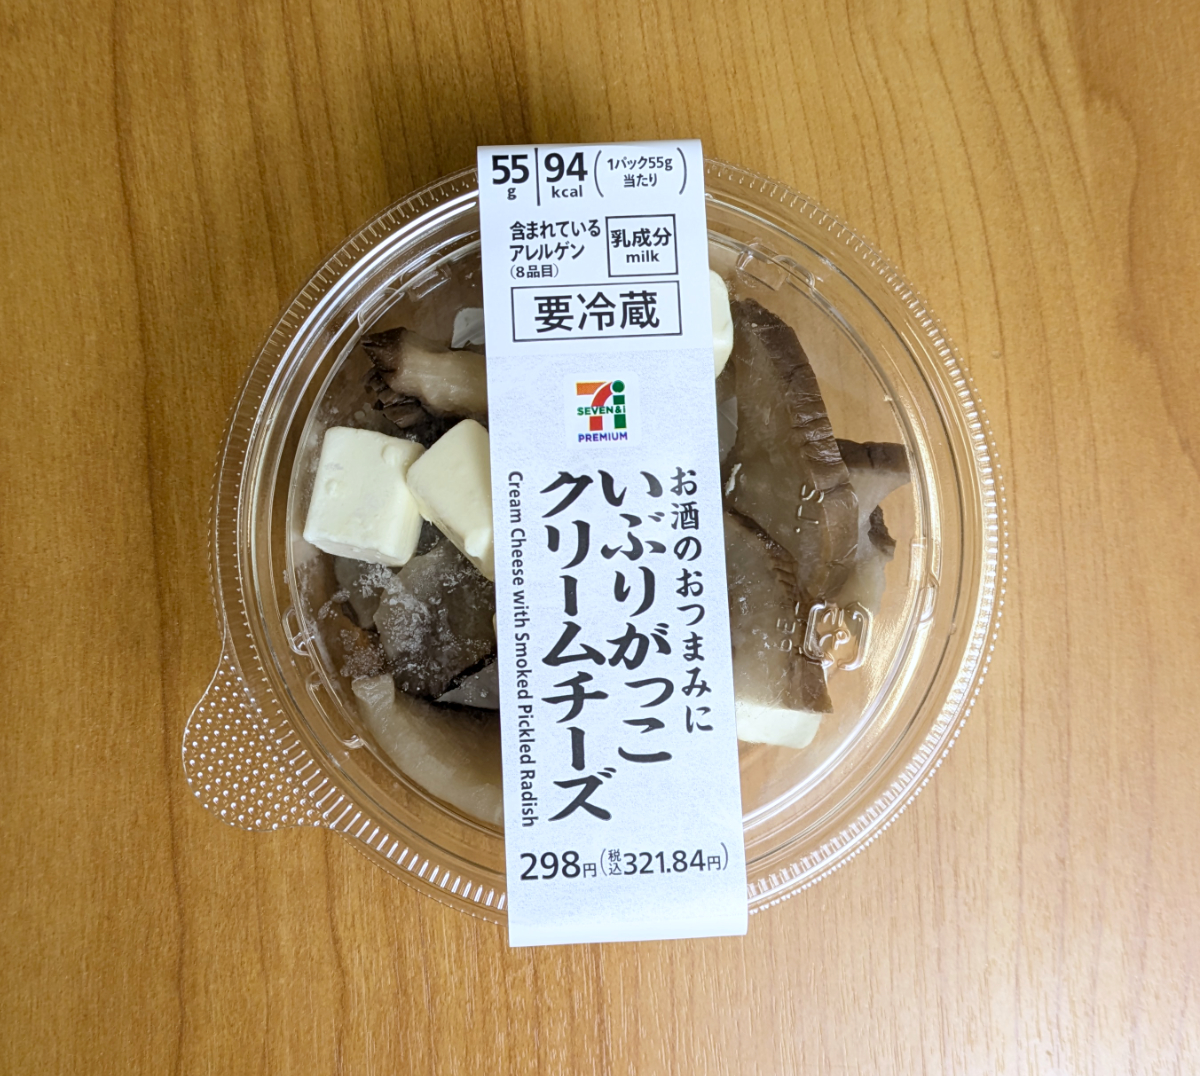 55g
94kcal
(1パック55g
当たり)
含まれている
アレルゲン
(8品目)
乳成分
milk
要冷蔵
SEVEN&i
PREMIUM
お酒のおつまみに
いぶりがっこ
クリームチーズ
Cream Cheese with Smoked Pickled Radish
298円(税込321.84円)